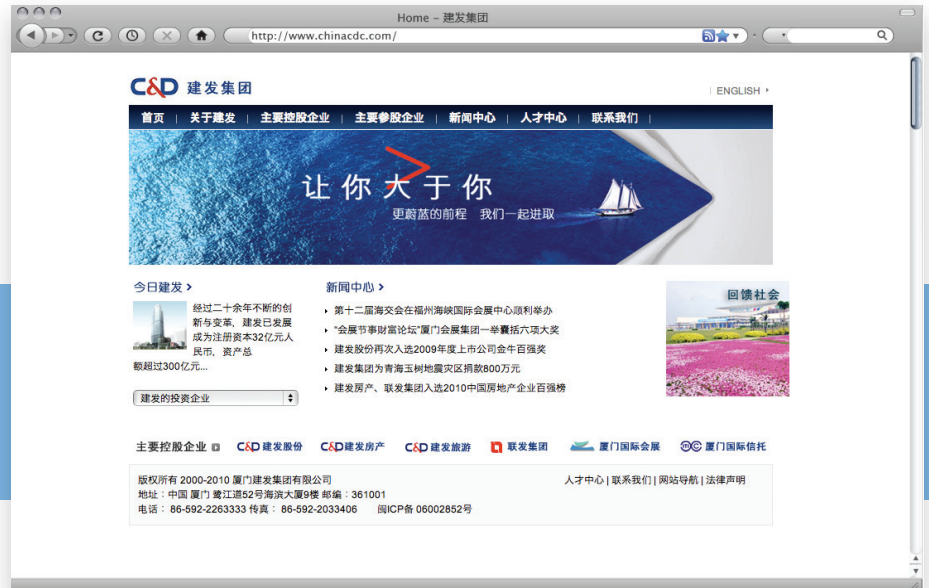 Home – 建发集团
http://www.chinacdc.com/
C&D 建发集团
ENGLISH
首页 | 关于建发 | 主要控股企业 | 主要参股企业 | 新闻中心 | 人才中心 | 联系我们 |
让你大于你
更蔚蓝的前程 我们一起进取
今日建发
经过二十余年不断的创
新与变革，建发已发展
成为注册资本32亿元人
民币，资产总
额超过300亿元...
建发的投资企业
新闻中心
第十二届海交会在福州海峡国际会展中心顺利举办
“会展节事财富论坛”厦门会展集团一举囊括六项大奖
建发股份再次入选2009年度上市公司金牛百强奖
建发集团为青海玉树地震灾区捐款800万元
建发房产、联发集团入选2010中国房地产企业百强榜
回馈社会
主要控股企业 C&D 建发股份 C&D 建发房产 C&D 建发旅游 联发集团 厦门国际会展 厦门国际信托
版权所有 2000-2010 厦门建发集团有限公司
地址：中国 厦门 鹭江道52号海滨大厦9楼 邮编：361001
电话： 86-592-2263333 传真： 86-592-2033406 闽ICP备 06002852号
人才中心 | 联系我们 | 网站导航 | 法律声明